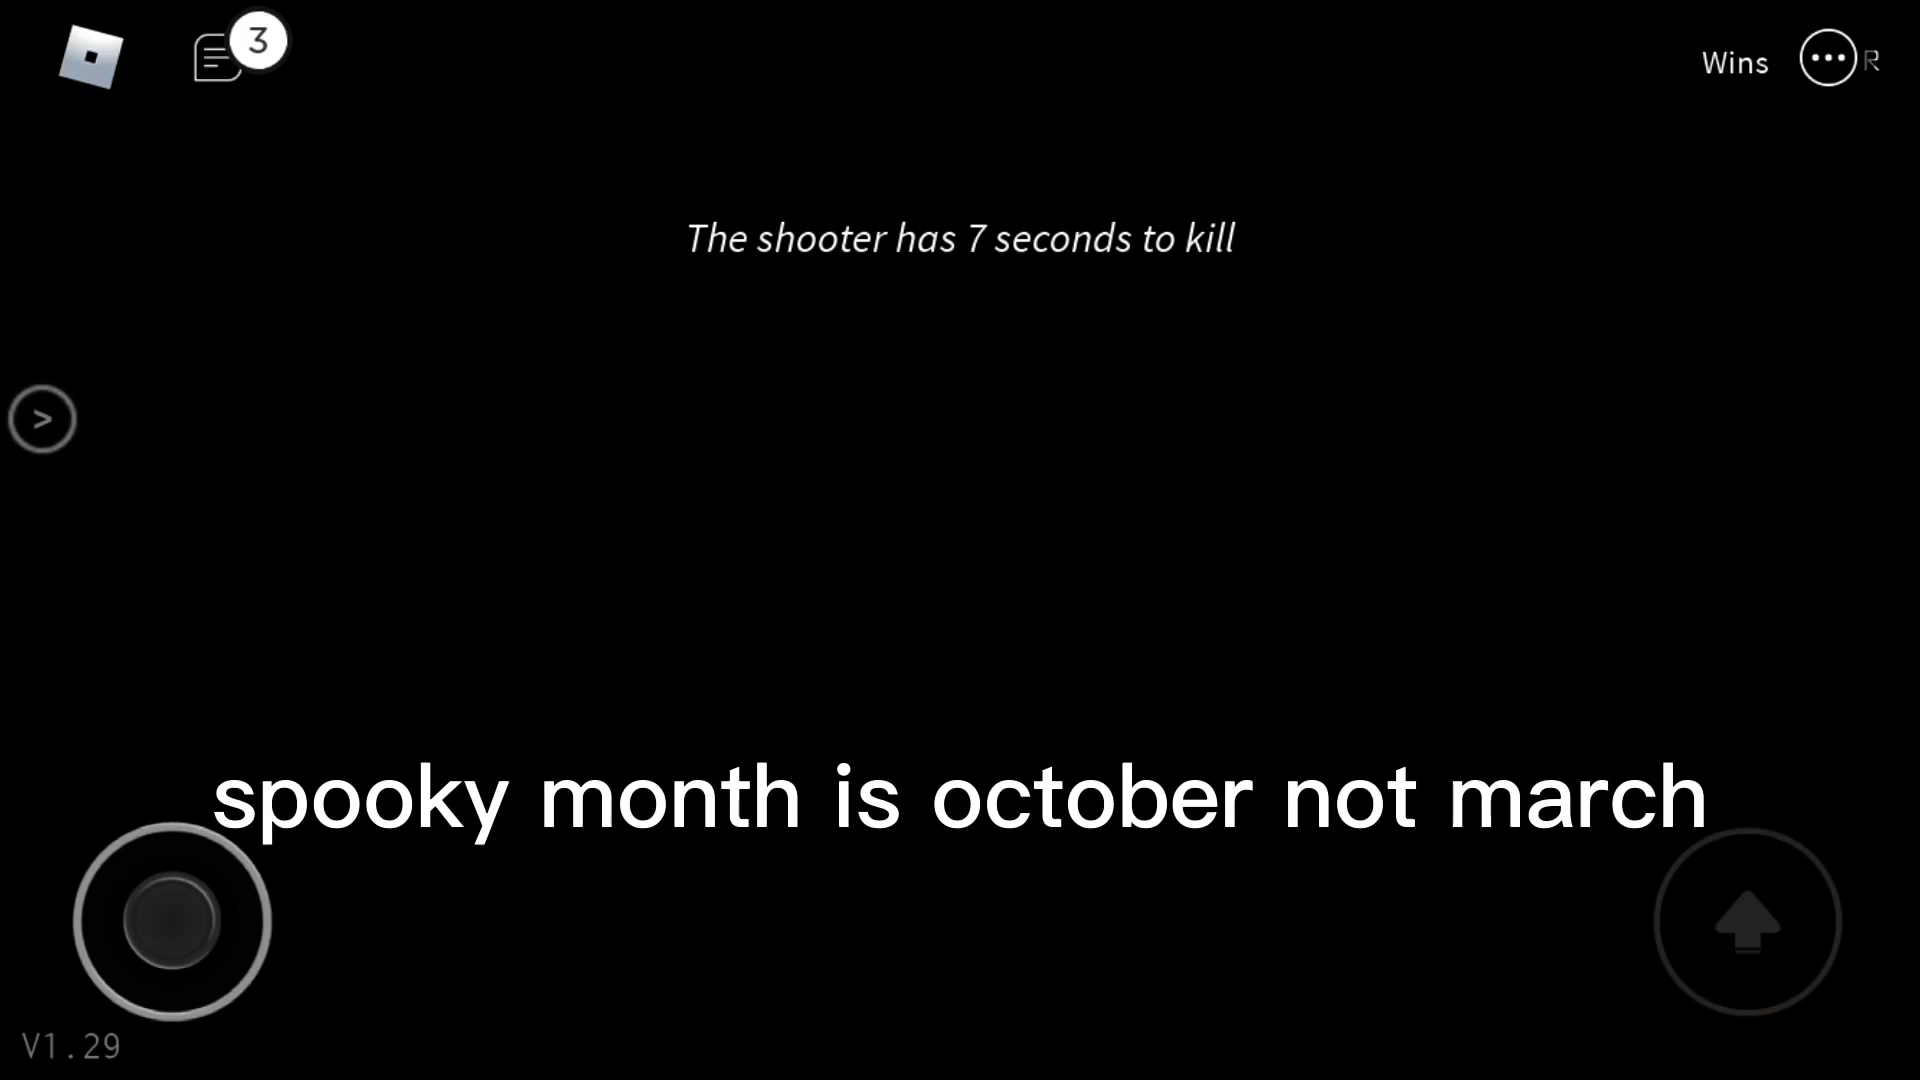 3
Wins
R
The shooter has 7 seconds to kill
>
spooky month is october not march
V1.29